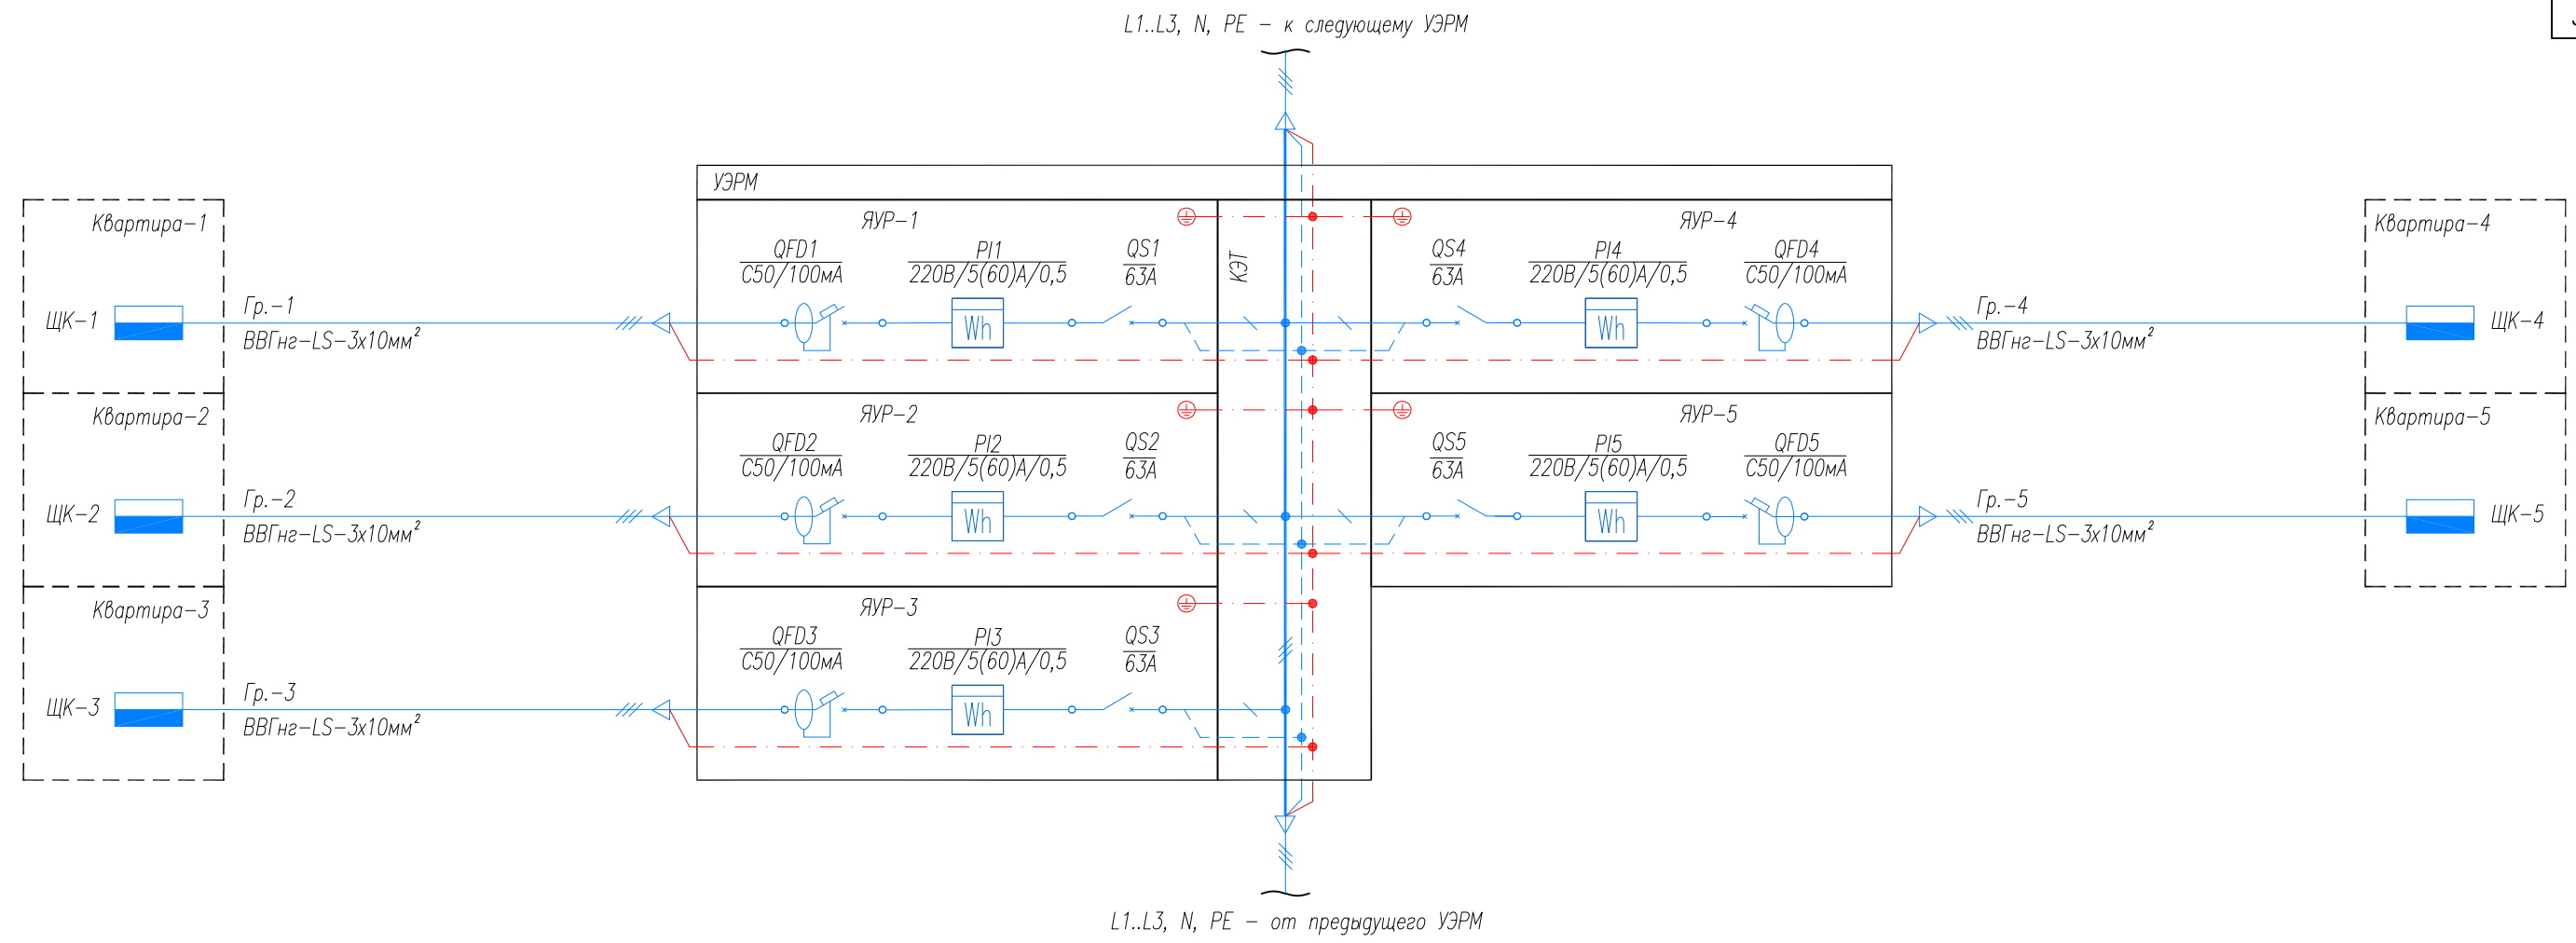 L1..L3, N, PE – к следующему УЭРМ
УЭРМ
Квартира-1
ЩК-1
Гр.-1
ВВГнг-LS-3х10мм²
ЯУР-1
QFD1
С50/100мА
PI1
220В/5(60)А/0,5
QS1
63А
Wh
КЭТ
ЯУР-4
QS4
63А
PI4
220В/5(60)А/0,5
QFD4
С50/100мА
Wh
Гр.-4
ВВГнг-LS-3х10мм²
Квартира-4
ЩК-4
Квартира-2
ЩК-2
Гр.-2
ВВГнг-LS-3х10мм²
ЯУР-2
QFD2
С50/100мА
PI2
220В/5(60)А/0,5
QS2
63А
Wh
ЯУР-5
QS5
63А
PI5
220В/5(60)А/0,5
QFD5
С50/100мА
Wh
Гр.-5
ВВГнг-LS-3х10мм²
Квартира-5
ЩК-5
Квартира-3
ЩК-3
Гр.-3
ВВГнг-LS-3х10мм²
ЯУР-3
QFD3
С50/100мА
PI3
220В/5(60)А/0,5
QS3
63А
Wh
L1..L3, N, PE – от предыдущего УЭРМ